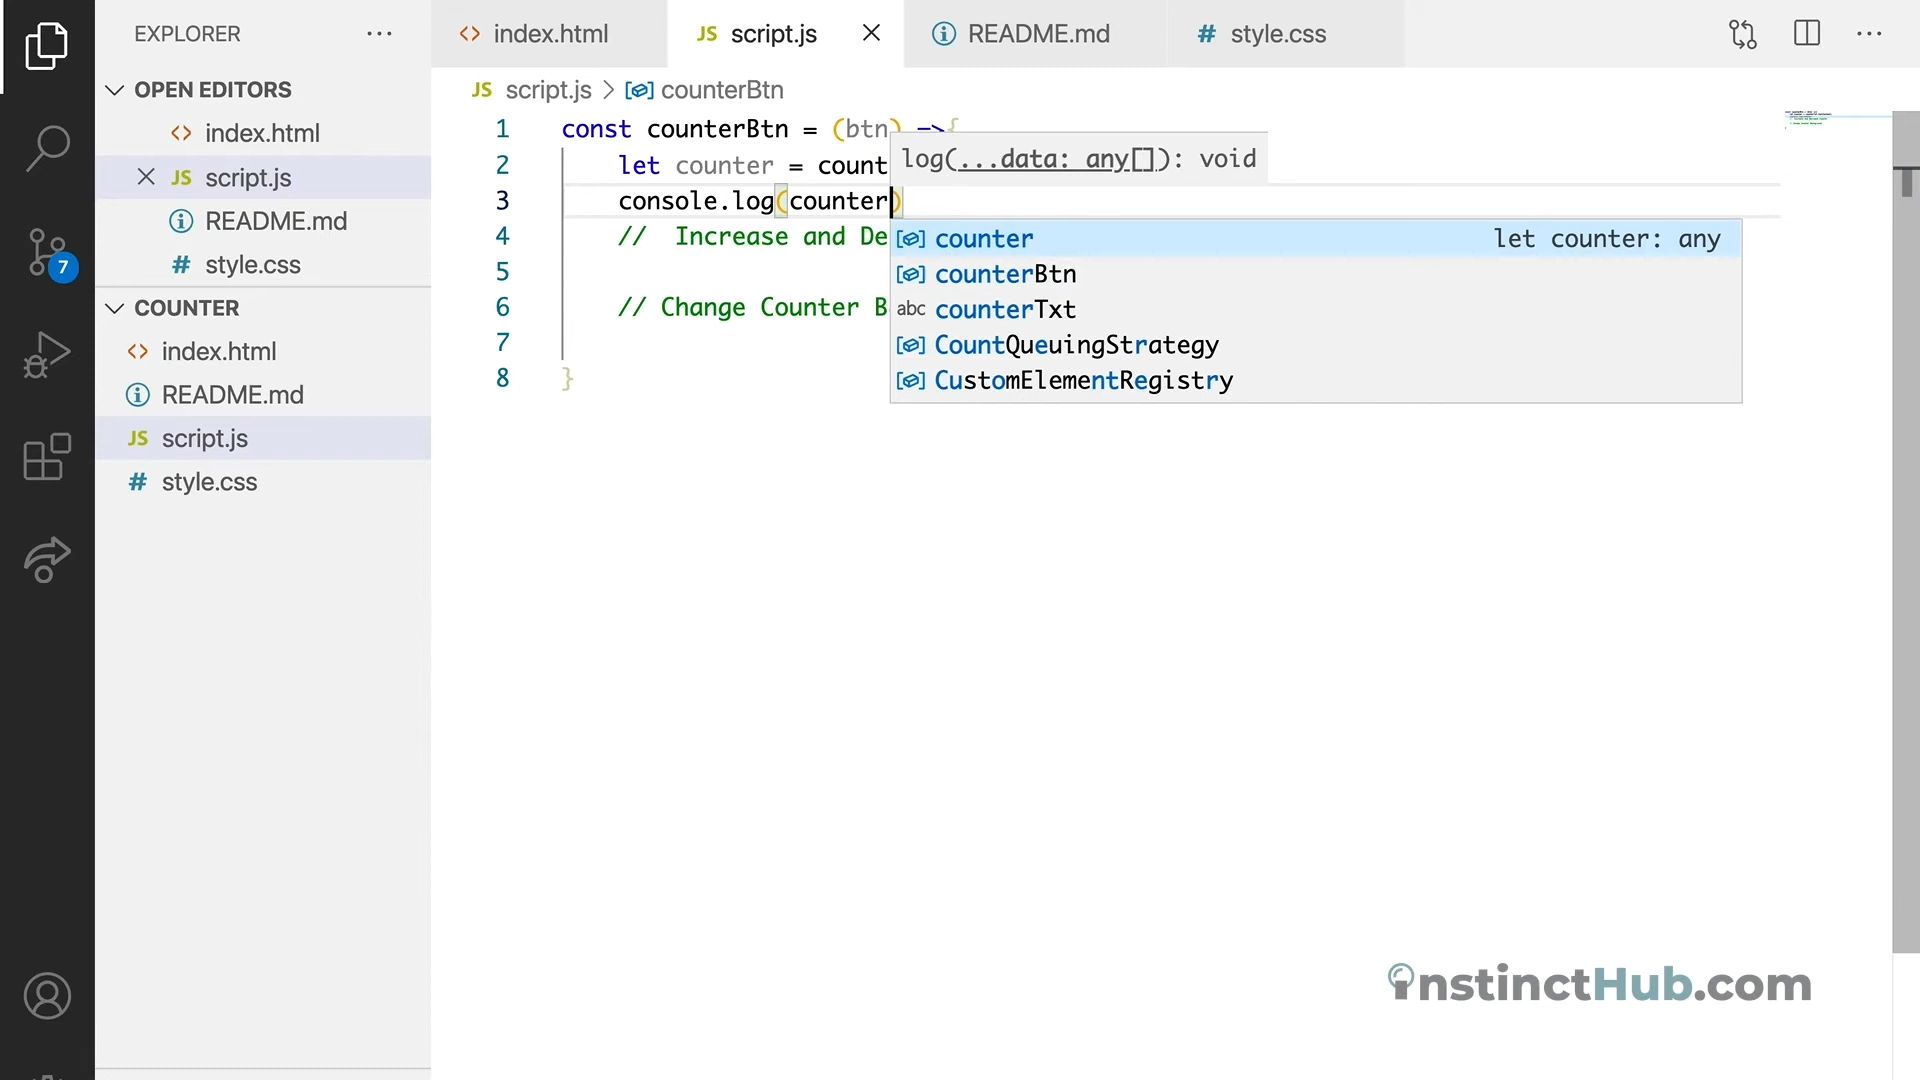 EXPLORER
OPEN EDITORS
index.html
JS script.js
README.md
# style.css
COUNTER
index.html
README.md
JS script.js
# style.css
7
index.html
JS script.js
README.md
# style.css
JS script.js > counterBtn
1 const counterBtn = (btn) =>{
2 let counter = count
3 console.log(counter)
4 //  Increase and De
5
6 // Change Counter B
7
8 }
log(...data: any[]): void
counter let counter: any
counterBtn
abc counterTxt
CountQueuingStrategy
CustomElementRegistry
instinctHub.com